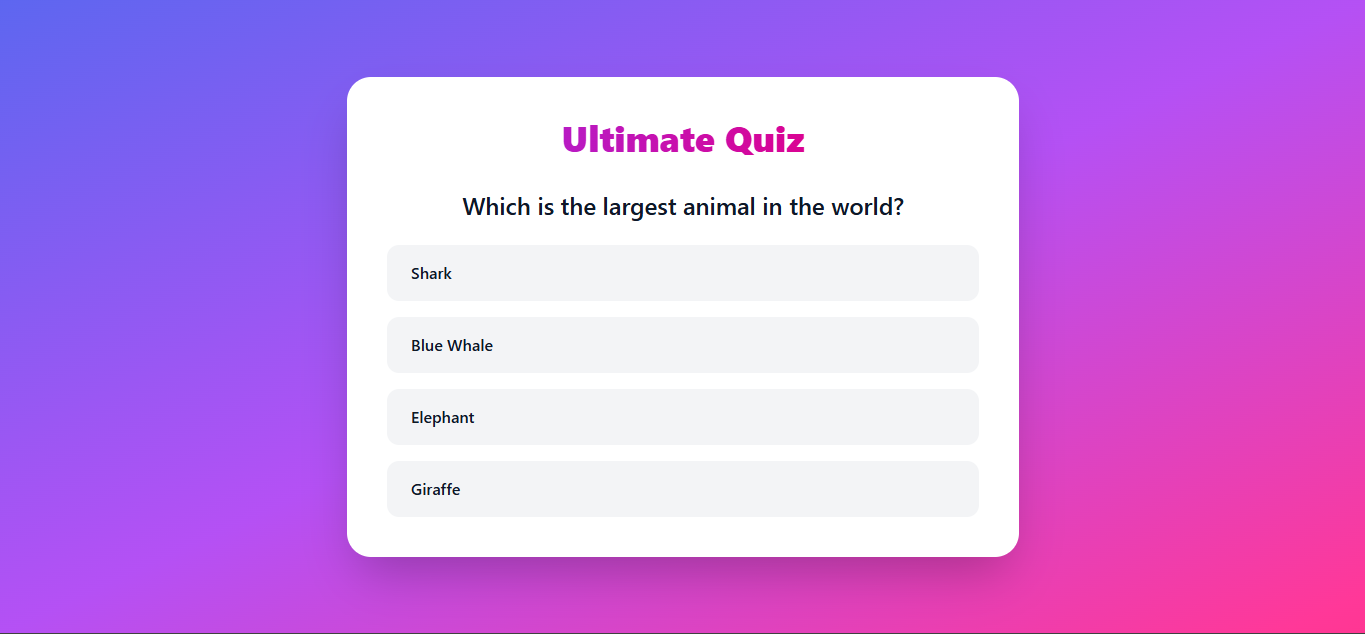 Ultimate Quiz
Which is the largest animal in the world?
Shark
Blue Whale
Elephant
Giraffe